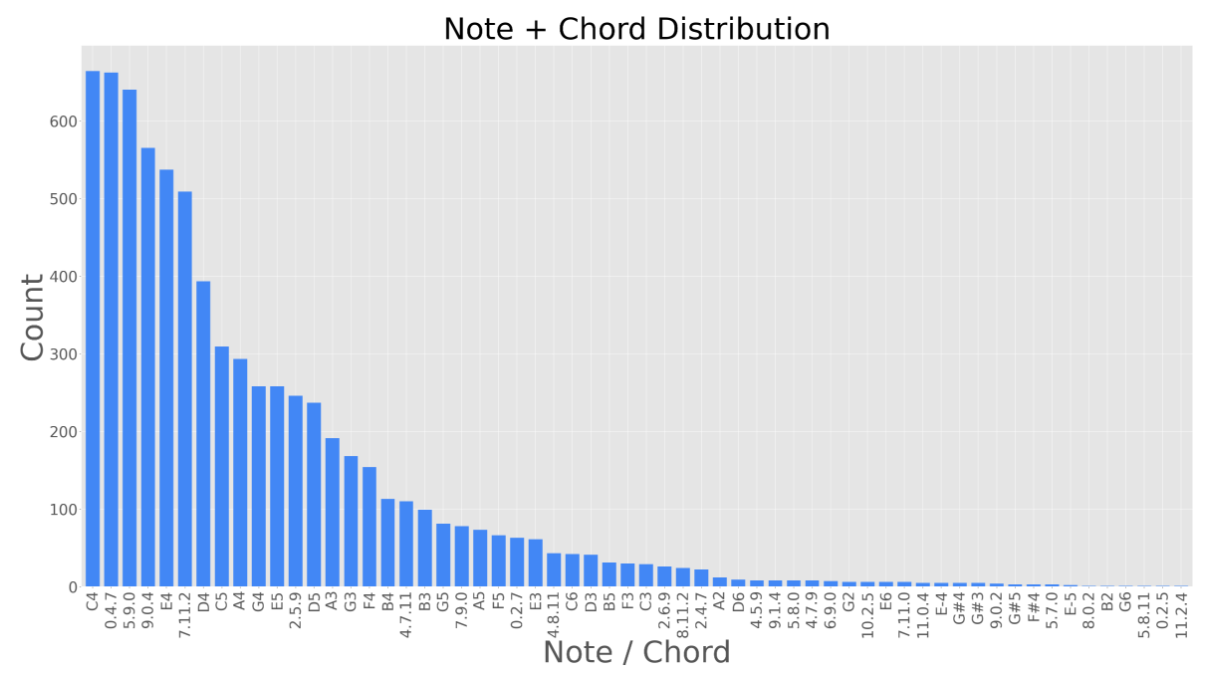 Note + Chord Distribution
Count
600
500
400
300
200
100
0
C4
0.4.7
5.9.0
9.0.4
E4
7.11.2
D4
C5
A4
G4
E5
2.5.9
D5
A3
G3
F4
B4
4.7.11
B3
G5
7.9.0
A5
F5
0.2.7
E3
4.8.11
C6
D3
B5
F3
C3
2.6.9
8.11.2
2.4.7
A2
D6
4.5.9
9.1.4
5.8.0
4.7.9
6.9.0
G2
10.2.5
E6
7.11.0
11.0.4
E-4
G#4
G#3
9.0.2
G#5
F#4
5.7.0
E-5
8.0.2
B2
G6
5.8.11
0.2.5
11.2.4
Note / Chord